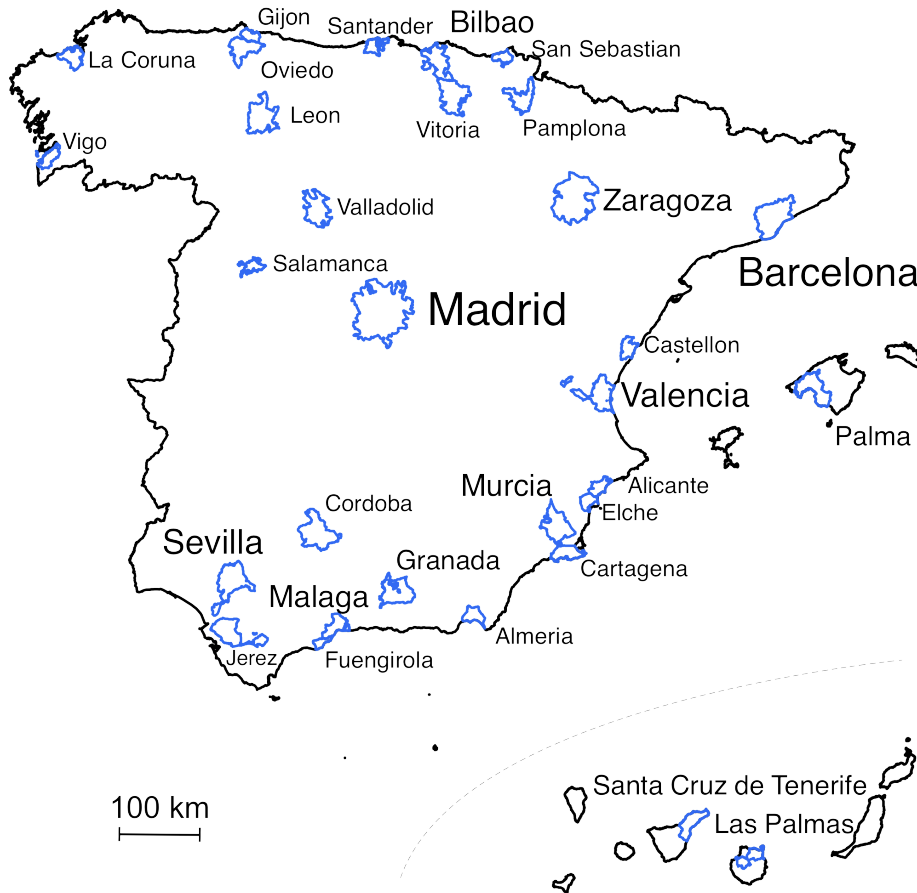 Gijon
Santander
Bilbao
La Coruna
Oviedo
San Sebastian
Leon
Vitoria
Pamplona
Vigo
Valladolid
Zaragoza
Salamanca
Barcelona
Madrid
Castellon
Valencia
Palma
Murcia
Alicante
Cordoba
Elche
Sevilla
Granada
Cartagena
Malaga
Almeria
Jerez
Fuengirola
Santa Cruz de Tenerife
100 km
Las Palmas